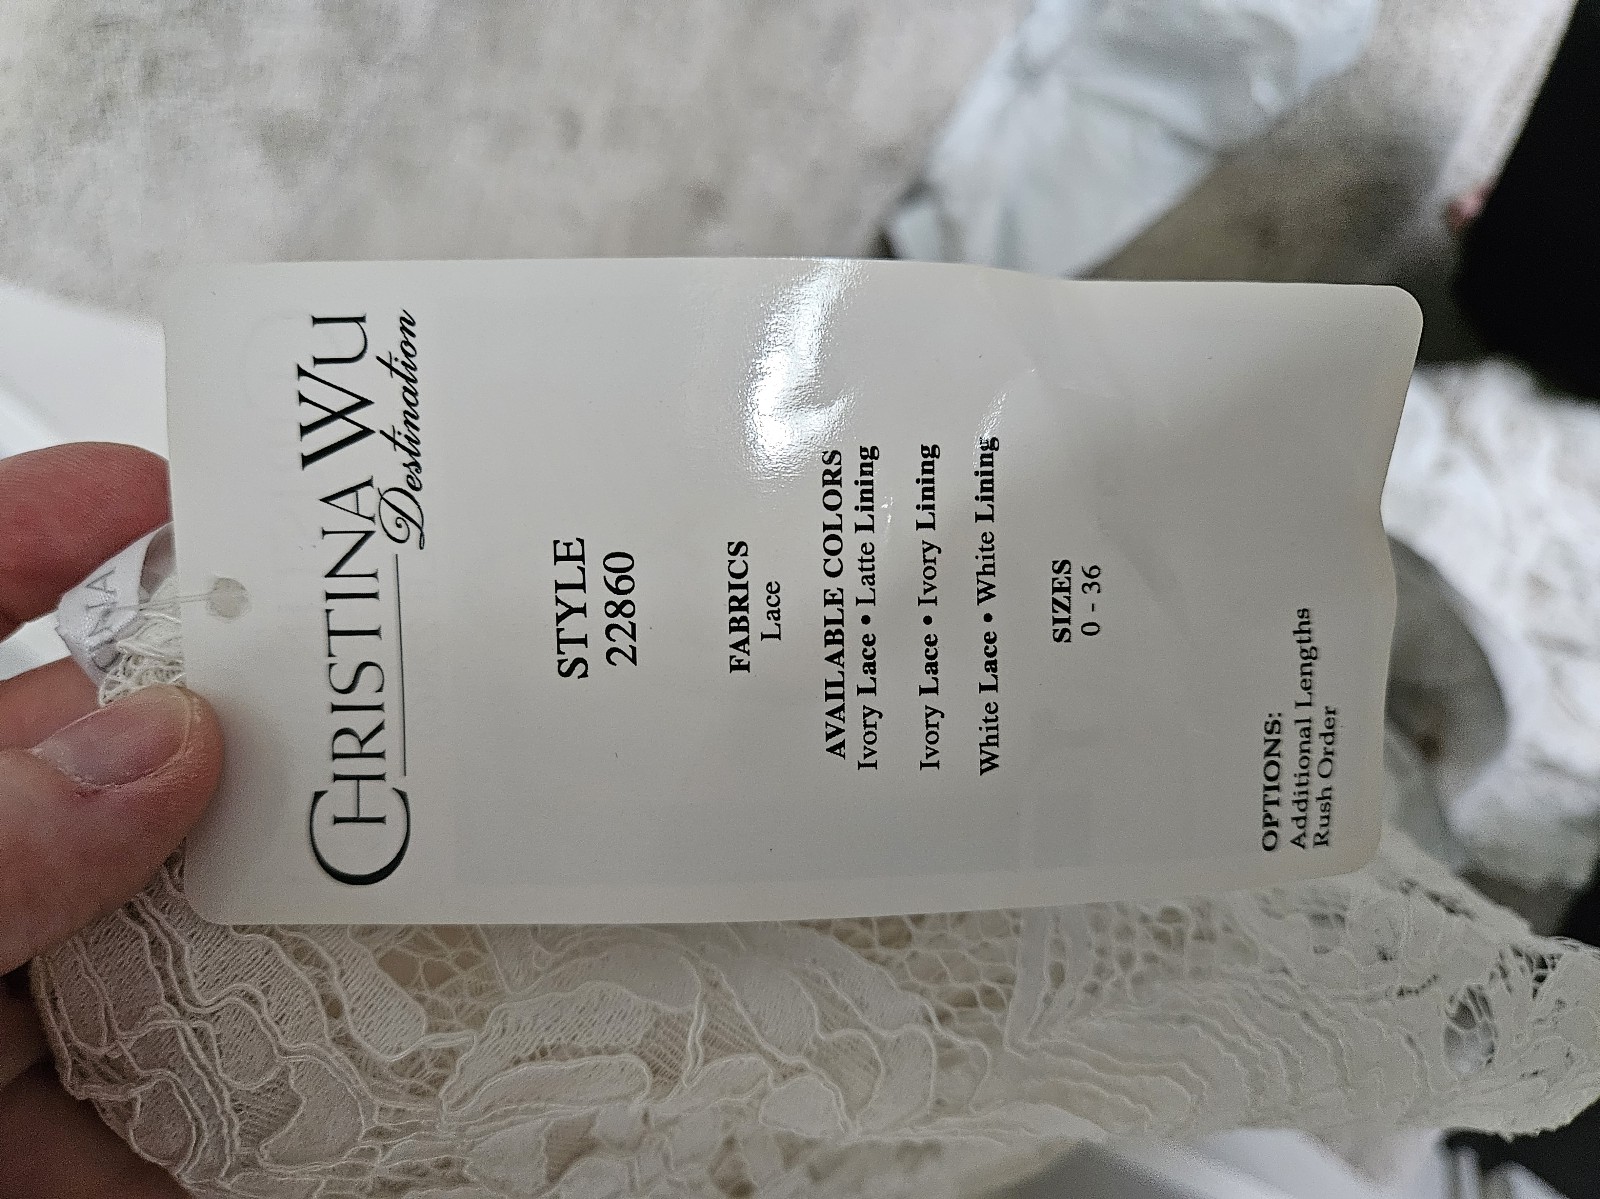 CHRISTINA WU
Destination
STYLE
22860
FABRICS
Lace
AVAILABLE COLORS
Ivory Lace • Latte Lining
Ivory Lace • Ivory Lining
White Lace • White Lining
SIZES
0 - 36
OPTIONS:
Additional Lengths
Rush Order